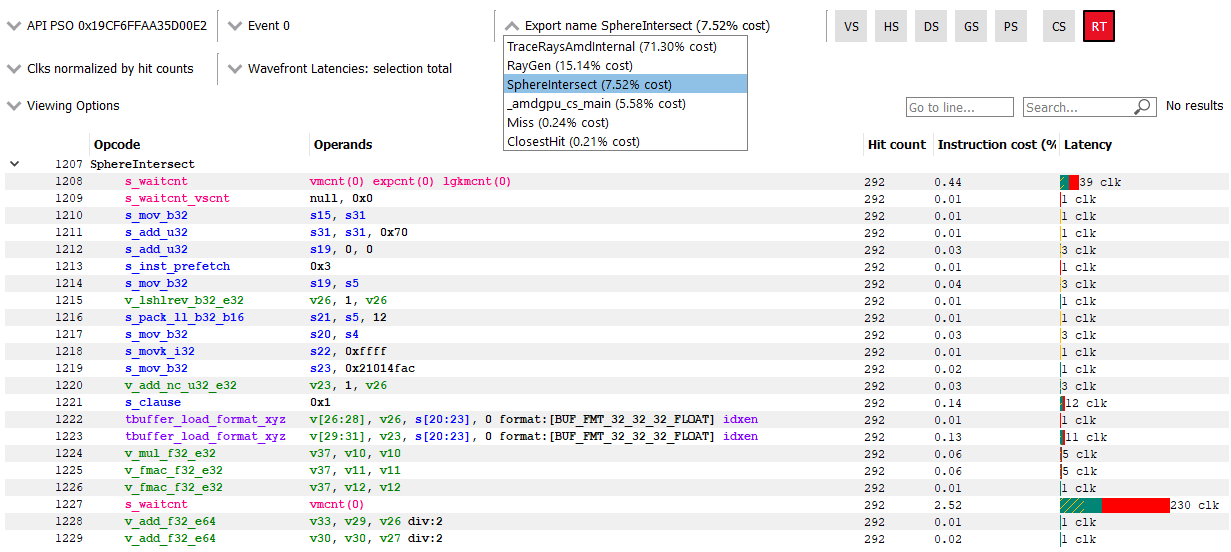 API PSO 0x19CF6FFAA35D00E2 Event 0 Export name SphereIntersect (7.52% cost) VS HS DS GS PS CS RT
TraceRaysAmdInternal (71.30% cost)
RayGen (15.14% cost)
Clks normalized by hit counts Wavefront Latencies: selection total
SphereIntersect (7.52% cost)
_amdgpu_cs_main (5.58% cost)
Viewing Options Go to line... Search... No results
Miss (0.24% cost)
ClosestHit (0.21% cost)
Opcode Operands Hit count Instruction cost (% Latency
1207 SphereIntersect
1208 s_waitcnt vmcnt(0) expcnt(0) lgkmcnt(0) 292 0.44 39 clk
1209 s_waitcnt_vscnt null, 0x0 292 0.01 1 clk
1210 s_mov_b32 s15, s31 292 0.01 1 clk
1211 s_add_u32 s31, s31, 0x70 292 0.01 1 clk
1212 s_add_u32 s19, 0, 0 292 0.03 3 clk
1213 s_inst_prefetch 0x3 292 0.01 1 clk
1214 s_mov_b32 s19, s5 292 0.04 3 clk
1215 v_lshlrev_b32_e32 v26, 1, v26 292 0.01 1 clk
1216 s_pack_ll_b32_b16 s21, s5, 12 292 0.01 1 clk
1217 s_mov_b32 s20, s4 292 0.03 3 clk
1218 s_movk_i32 s22, 0xffff 292 0.01 1 clk
1219 s_mov_b32 s23, 0x21014fac 292 0.02 1 clk
1220 v_add_nc_u32_e32 v23, 1, v26 292 0.03 3 clk
1221 s_clause 0x1 292 0.14 12 clk
1222 tbuffer_load_format_xyz v[26:28], v26, s[20:23], 0 format:[BUF_FMT_32_32_32_FLOAT] idxen 292 0.01 1 clk
1223 tbuffer_load_format_xyz v[29:31], v23, s[20:23], 0 format:[BUF_FMT_32_32_32_FLOAT] idxen 292 0.13 11 clk
1224 v_mul_f32_e32 v37, v10, v10 292 0.06 5 clk
1225 v_fmac_f32_e32 v37, v11, v11 292 0.06 5 clk
1226 v_fmac_f32_e32 v37, v12, v12 292 0.01 1 clk
1227 s_waitcnt vmcnt(0) 292 2.52 230 clk
1228 v_add_f32_e64 v33, v29, v26 div:2 292 0.01 1 clk
1229 v_add_f32_e64 v30, v30, v27 div:2 292 0.02 1 clk